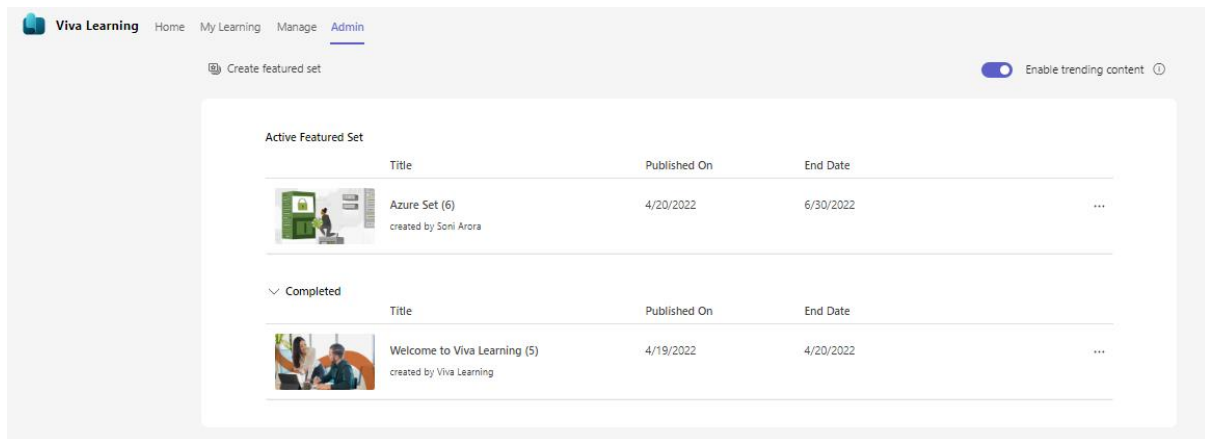 Viva Learning Home My Learning Manage Admin
Create featured set Enable trending content
Active Featured Set
Title Published On End Date
Azure Set (6) 4/20/2022 6/30/2022 ...
created by Soni Arora
Completed
Title Published On End Date
Welcome to Viva Learning (5) 4/19/2022 4/20/2022 ...
created by Viva Learning